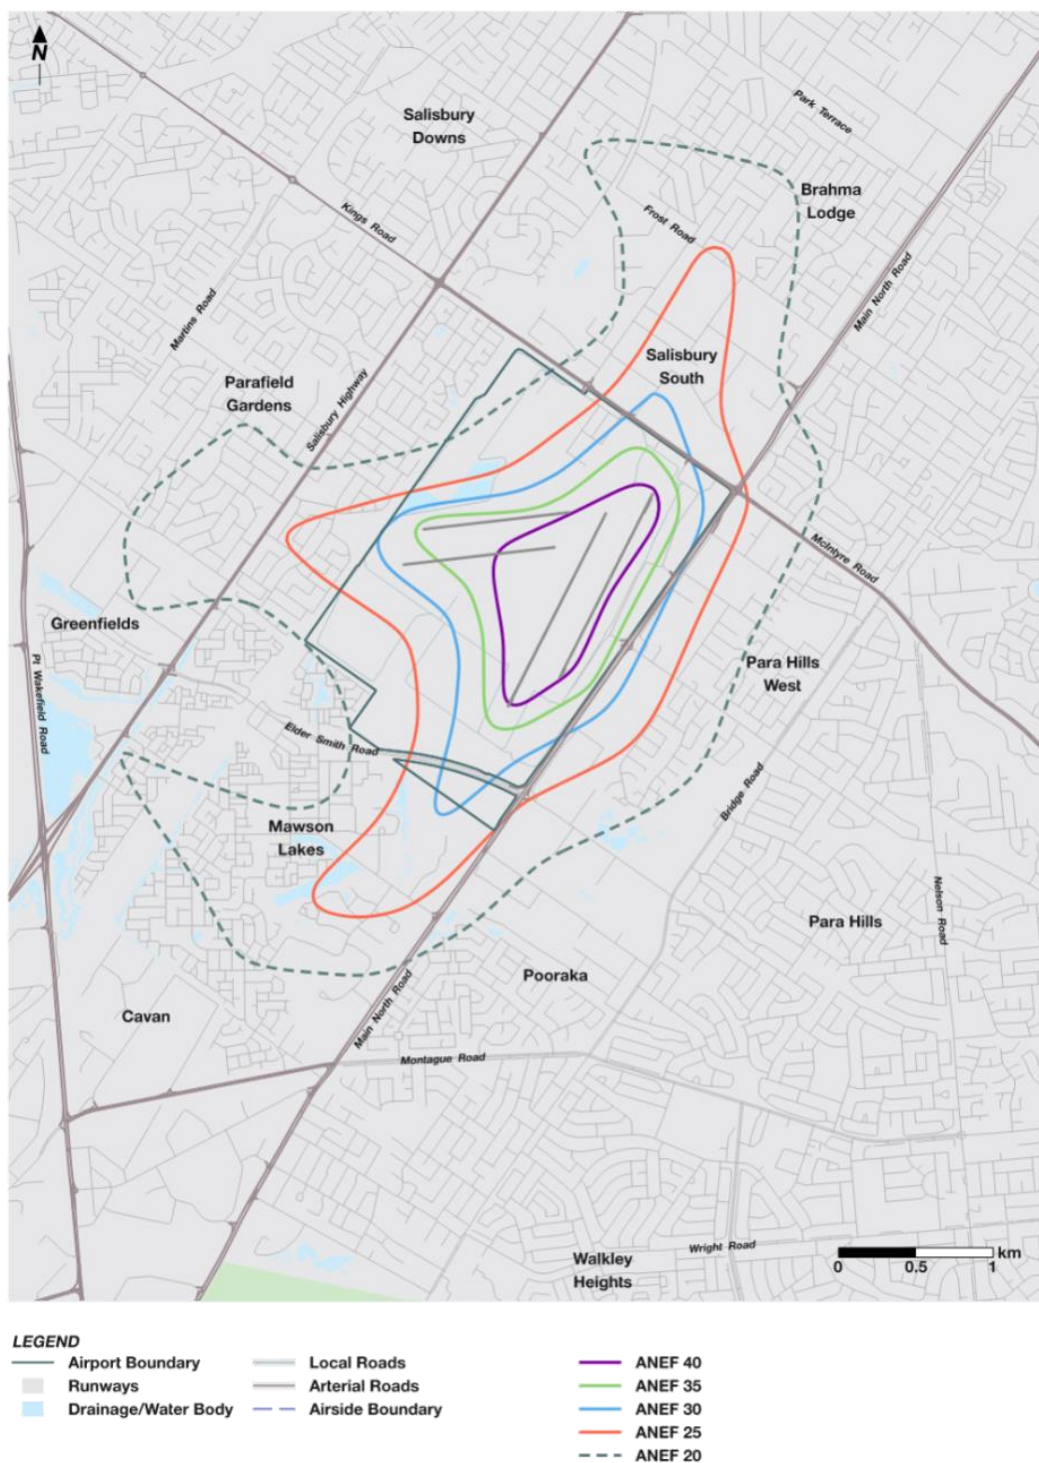 N
Salisbury
Downs
Park Terrace
Brahma
Lodge
Kings Road
Frost Road
Main North Road
Martins Road
Salisbury
South
Parafield
Gardens
Salisbury Highway
McIntyre Road
Greenfields
Pt Wakefield Road
Para Hills
West
Elder Smith Road
Bridge Road
Mawson
Lakes
Nelson Road
Para Hills
Pooraka
Cavan
Main North Road
Montague Road
Walkley
Heights
Wright Road
km
0 0.5 1
LEGEND
Airport Boundary
Runways
Drainage/Water Body
Local Roads
Arterial Roads
Airside Boundary
ANEF 40
ANEF 35
ANEF 30
ANEF 25
ANEF 20